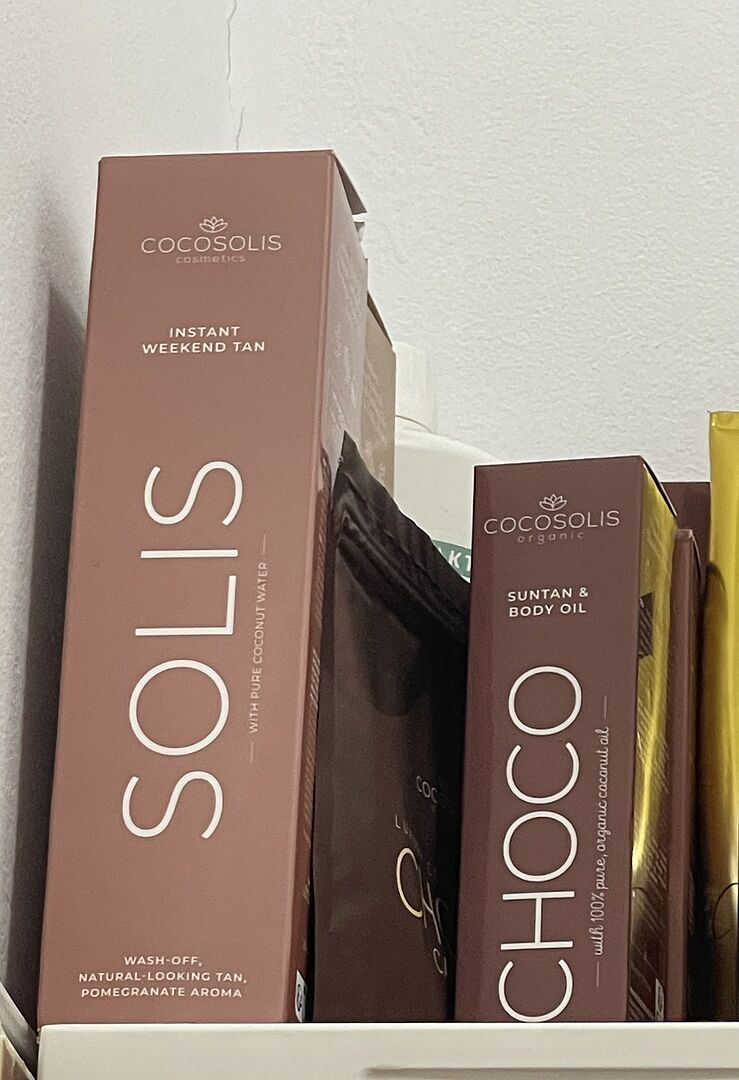 COCOSOLIS
cosmetics
INSTANT
WEEKEND TAN
SOLIS
WITH PURE COCONUT WATER
WASH-OFF,
NATURAL-LOOKING TAN,
POMEGRANATE AROMA
COCOSOLIS
organic
SUNTAN &
BODY OIL
CHOCO
with 100% pure, organic coconut oil